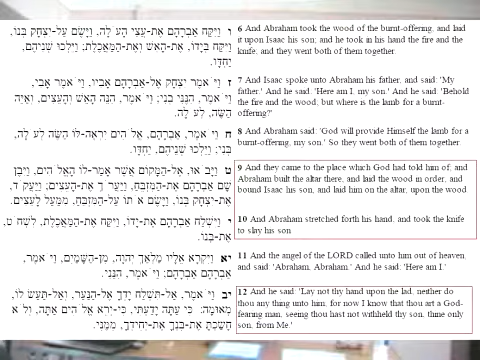 ו וַיִּקַּח אַבְרָהָם אֶת-עֲצֵי הָע לָה, וַיָּשֶׂם עַל-יִצְחָק בְּנוֹ,
וַיִּקַּח בְּיָדוֹ, אֶת-הָאֵשׁ וְאֶת-הַמַּאֲכֶלֶת; וַיֵּלְכוּ שְׁנֵיהֶם,
יַחְדָּו.
6 And Abraham took the wood of the burnt-offering, and laid
it upon Isaac his son; and he took in his hand the fire and the
knife; and they went both of them together.
ז וַי אמֶר יִצְחָק אֶל-אַבְרָהָם אָבִיו, וַי אמֶר אָבִי,
וַי אמֶר, הִנֶּנִּי בְנִי; וַי אמֶר, הִנֵּה הָאֵשׁ וְהָעֵצִים, וְאַיֵּה
הַשֶּׂה, לְע לָה.
7 And Isaac spoke unto Abraham his father, and said: 'My
father.' And he said: 'Here am I, my son.' And he said: 'Behold
the fire and the wood; but where is the lamb for a burnt-
offering?'
ח וַי אמֶר, אַבְרָהָם, אֱל הִים יִרְאֶה-לּוֹ הַשֶּׂה לְע לָה,
בְּנִי; וַיֵּלְכוּ שְׁנֵיהֶם, יַחְדָּו.
8 And Abraham said: 'God will provide Himself the lamb for a
burnt-offering, my son.' So they went both of them together.
ט וַיָּב אוּ, אֶל-הַמָּקוֹם אֲשֶׁר אָמַר-לוֹ הָאֱל הִים, וַיִּבֶן
שָׁם אַבְרָהָם אֶת-הַמִּזְבֵּחַ, וַיַּעֲר ךְ אֶת-הָעֵצִים; וַיַּעֲק ד,
אֶת-יִצְחָק בְּנוֹ, וַיָּשֶׂם א תוֹ עַל-הַמִּזְבֵּחַ, מִמַּעַל לָעֵצִים.
9 And they came to the place which God had told him of; and
Abraham built the altar there, and laid the wood in order, and
bound Isaac his son, and laid him on the altar, upon the wood.
י וַיִּשְׁלַח אַבְרָהָם אֶת-יָדוֹ, וַיִּקַּח אֶת-הַמַּאֲכֶלֶת, לִשְׁח ט,
אֶת-בְּנוֹ.
10 And Abraham stretched forth his hand, and took the knife
to slay his son.
יא וַיִּקְרָא אֵלָיו מַלְאַךְ יְהוָה, מִן-הַשָּׁמַיִם, וַי אמֶר,
אַבְרָהָם אַבְרָהָם; וַי אמֶר, הִנֵּנִי.
11 And the angel of the LORD called unto him out of heaven,
and said: 'Abraham, Abraham.' And he said: 'Here am I.'
יב וַי אמֶר, אַל-תִּשְׁלַח יָדְךָ אֶל-הַנַּעַר, וְאַל-תַּעַשׂ לוֹ,
מְאוּמָה: כִּי עַתָּה יָדַעְתִּי, כִּי-יְרֵא אֱל הִים אַתָּה, וְל א
חָשַׂכְתָּ אֶת-בִּנְךָ אֶת-יְחִידְךָ, מִמֶּנִּי.
12 And he said: 'Lay not thy hand upon the lad, neither do
thou any thing unto him; for now I know that thou art a God-
fearing man, seeing thou hast not withheld thy son, thine only
son, from Me.'